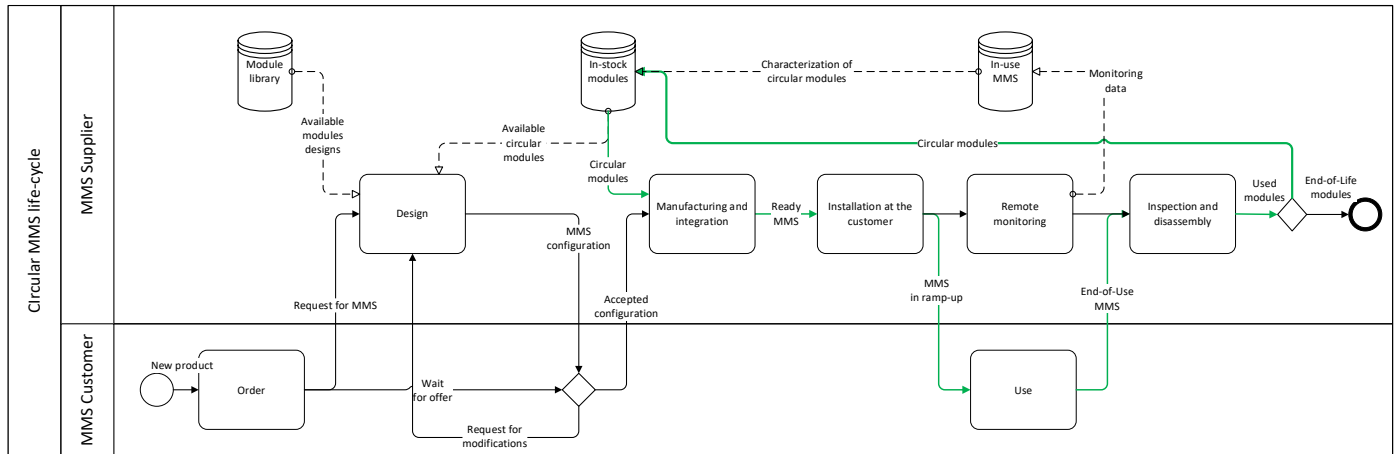 CIrcular MMS life-cycle
MMS Supplier
MMS Customer
Module
library
In-stock
modules
In-use
MMS
Characterization of
circular modules
Monitoring
data
Available
modules
designs
Available
circular
modules
Circular
modules
Circular modules
Design
Manufacturing and
integration
Ready
MMS
Installation at the
customer
Remote
monitoring
Inspection and
disassembly
Used
modules
End-of-Life
modules
MMS
configuration
Request for MMS
Accepted
configuration
MMS
in ramp-up
End-of-Use
MMS
New product
Order
Wait
for offer
Use
Request for
modifications